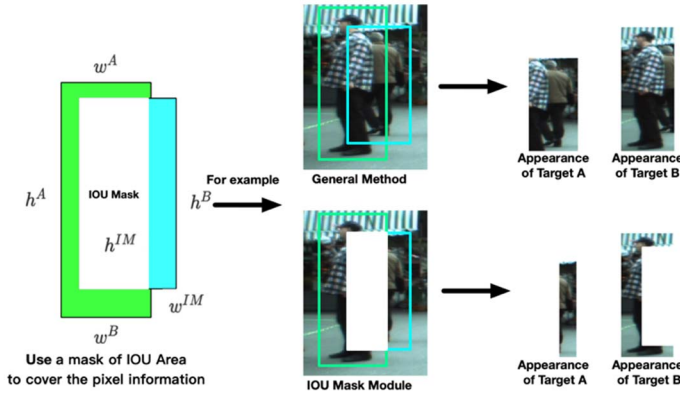 w^A
IOU Mask
h^A
h^{IM}
h^B
w^{IM}
w^B
Use a mask of IOU Area
to cover the pixel information
For example
General Method
Appearance
of Target A
Appearance
of Target B
IOU Mask Module
Appearance
of Target A
Appearance
of Target B